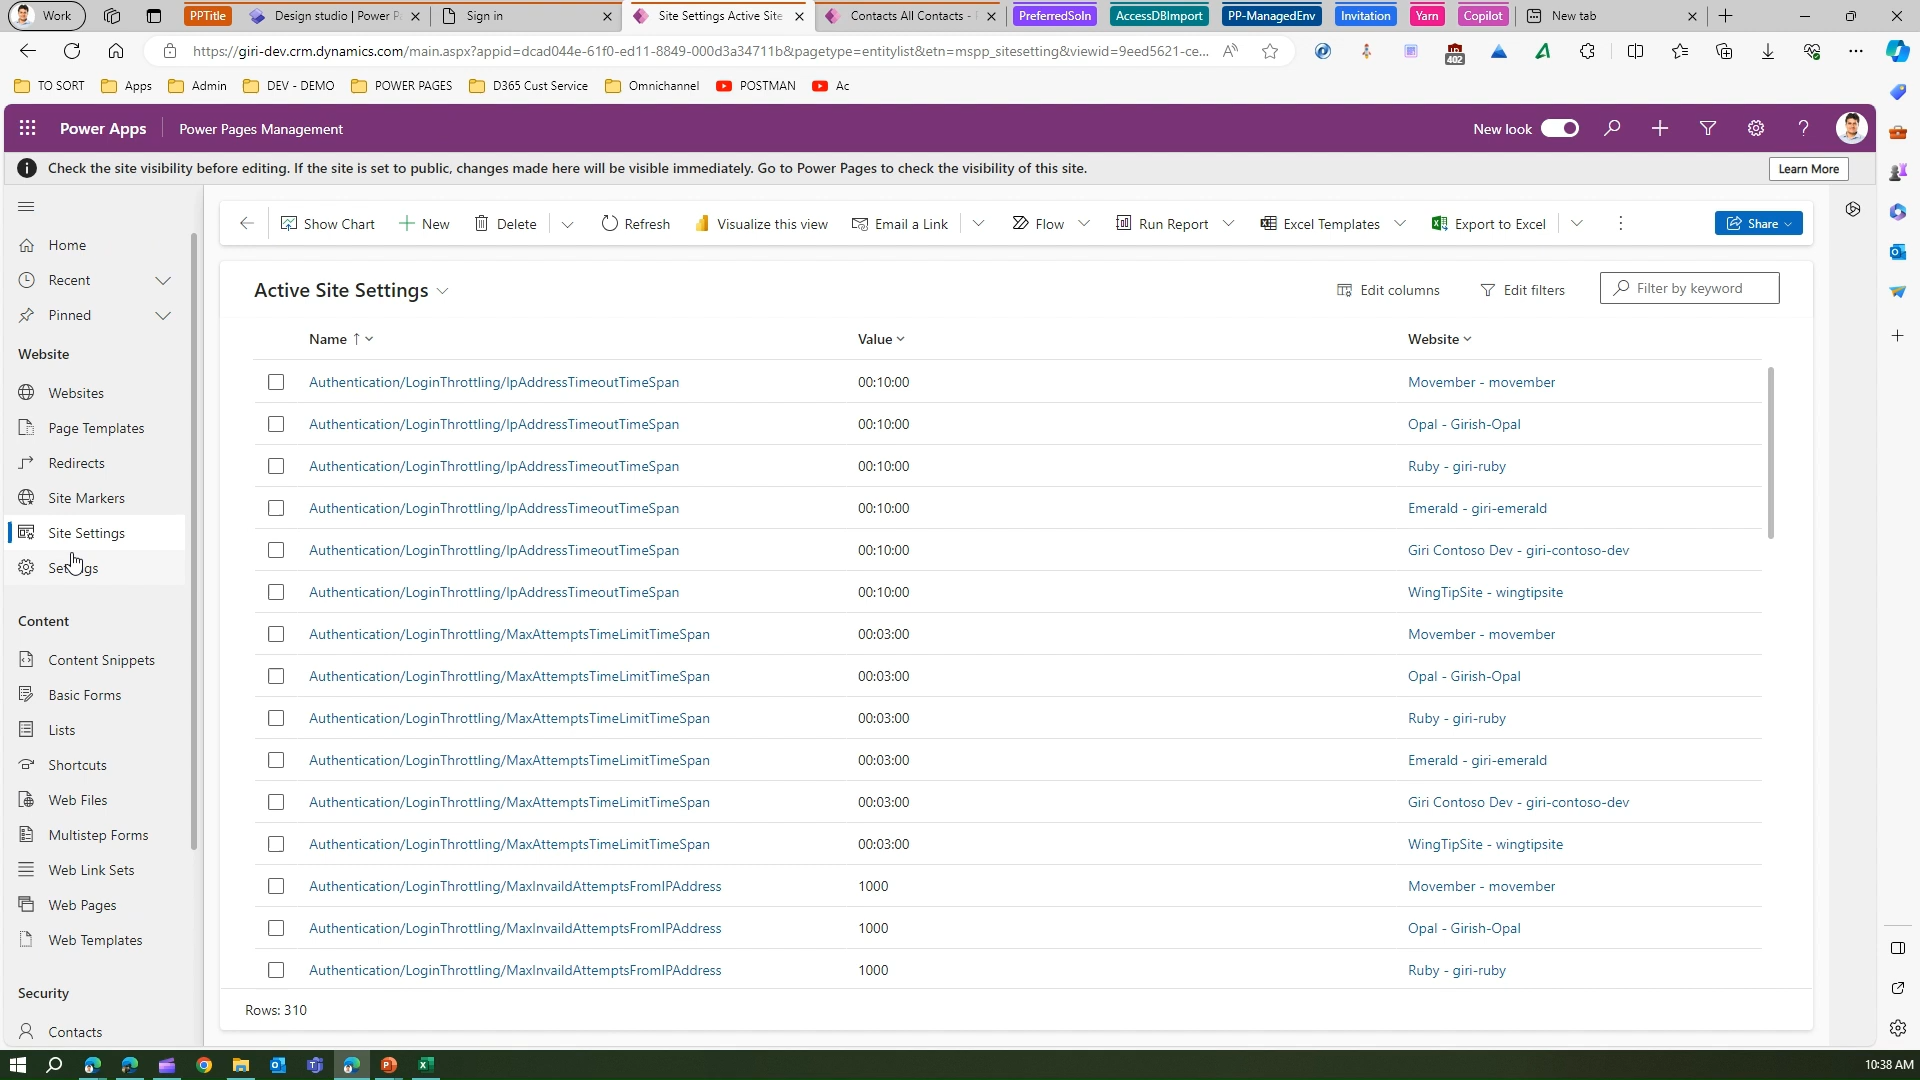 Work
PPTitle
Design studio | Power P
Sign in
Site Settings Active Site
Contacts All Contacts -
PreferredSoln
AccessDBImport
PP-ManagedEnv
Invitation
Yarn
Copilot
New tab
https://giri-dev.crm.dynamics.com/main.aspx?appid=dcad044e-61f0-ed11-8849-000d3a34711b&pagetype=entitylist&etn=mspp_sitesetting&viewid=9eed5621-ce...
402
TO SORT
Apps
Admin
DEV - DEMO
POWER PAGES
D365 Cust Service
Omnichannel
POSTMAN
Ac
Power Apps
Power Pages Management
New look
Check the site visibility before editing. If the site is set to public, changes made here will be visible immediately. Go to Power Pages to check the visibility of this site.
Learn More
Show Chart
New
Delete
Refresh
Visualize this view
Email a Link
Flow
Run Report
Excel Templates
Export to Excel
Share
Home
Recent
Pinned
Website
Websites
Page Templates
Redirects
Site Markers
Site Settings
Settings
Content
Content Snippets
Basic Forms
Lists
Shortcuts
Web Files
Multistep Forms
Web Link Sets
Web Pages
Web Templates
Security
Contacts
Active Site Settings
Edit columns
Edit filters
Filter by keyword
Name Value Website
Authentication/LoginThrottling/IpAddressTimeoutTimeSpan 00:10:00 Movember - movember
Authentication/LoginThrottling/IpAddressTimeoutTimeSpan 00:10:00 Opal - Girish-Opal
Authentication/LoginThrottling/IpAddressTimeoutTimeSpan 00:10:00 Ruby - giri-ruby
Authentication/LoginThrottling/IpAddressTimeoutTimeSpan 00:10:00 Emerald - giri-emerald
Authentication/LoginThrottling/IpAddressTimeoutTimeSpan 00:10:00 Giri Contoso Dev - giri-contoso-dev
Authentication/LoginThrottling/IpAddressTimeoutTimeSpan 00:10:00 WingTipSite - wingtipsite
Authentication/LoginThrottling/MaxAttemptsTimeLimitTimeSpan 00:03:00 Movember - movember
Authentication/LoginThrottling/MaxAttemptsTimeLimitTimeSpan 00:03:00 Opal - Girish-Opal
Authentication/LoginThrottling/MaxAttemptsTimeLimitTimeSpan 00:03:00 Ruby - giri-ruby
Authentication/LoginThrottling/MaxAttemptsTimeLimitTimeSpan 00:03:00 Emerald - giri-emerald
Authentication/LoginThrottling/MaxAttemptsTimeLimitTimeSpan 00:03:00 Giri Contoso Dev - giri-contoso-dev
Authentication/LoginThrottling/MaxAttemptsTimeLimitTimeSpan 00:03:00 WingTipSite - wingtipsite
Authentication/LoginThrottling/MaxInvaildAttemptsFromIPAddress 1000 Movember - movember
Authentication/LoginThrottling/MaxInvaildAttemptsFromIPAddress 1000 Opal - Girish-Opal
Authentication/LoginThrottling/MaxInvaildAttemptsFromIPAddress 1000 Ruby - giri-ruby
Rows: 310
10:38 AM